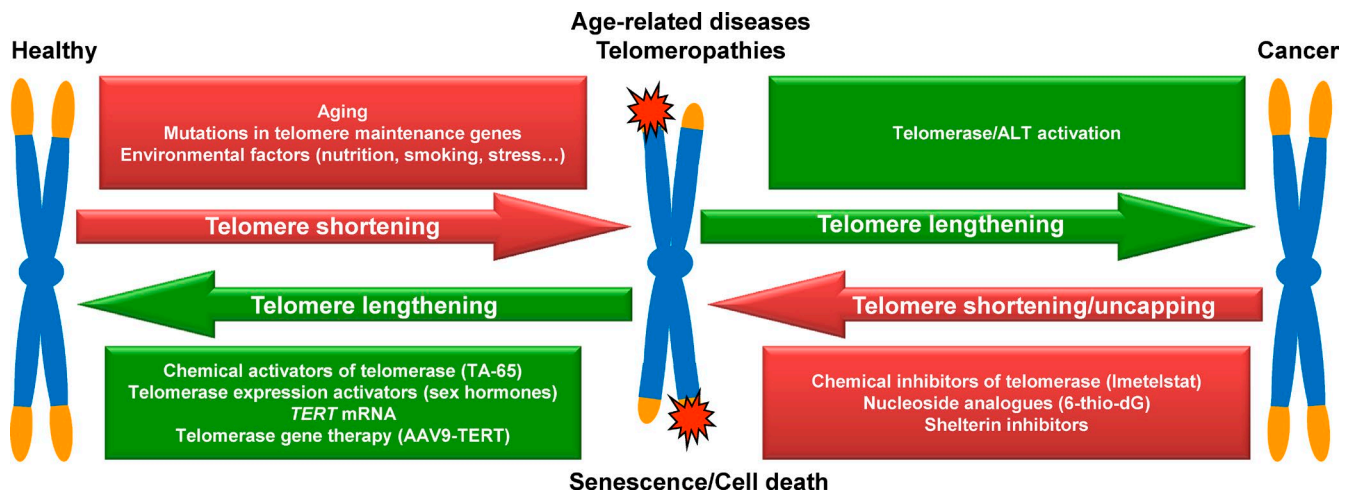 Age-related diseases
Healthy
Telomeropathies
Cancer
Aging
Mutations in telomere maintenance genes
Environmental factors (nutrition, smoking, stress…)
Telomerase/ALT activation
Telomere shortening
Telomere lengthening
Telomere lengthening
Telomere shortening/uncapping
Chemical activators of telomerase (TA-65)
Telomerase expression activators (sex hormones)
TERT mRNA
Telomerase gene therapy (AAV9-TERT)
Chemical inhibitors of telomerase (Imetelstat)
Nucleoside analogues (6-thio-dG)
Shelterin inhibitors
Senescence/Cell death